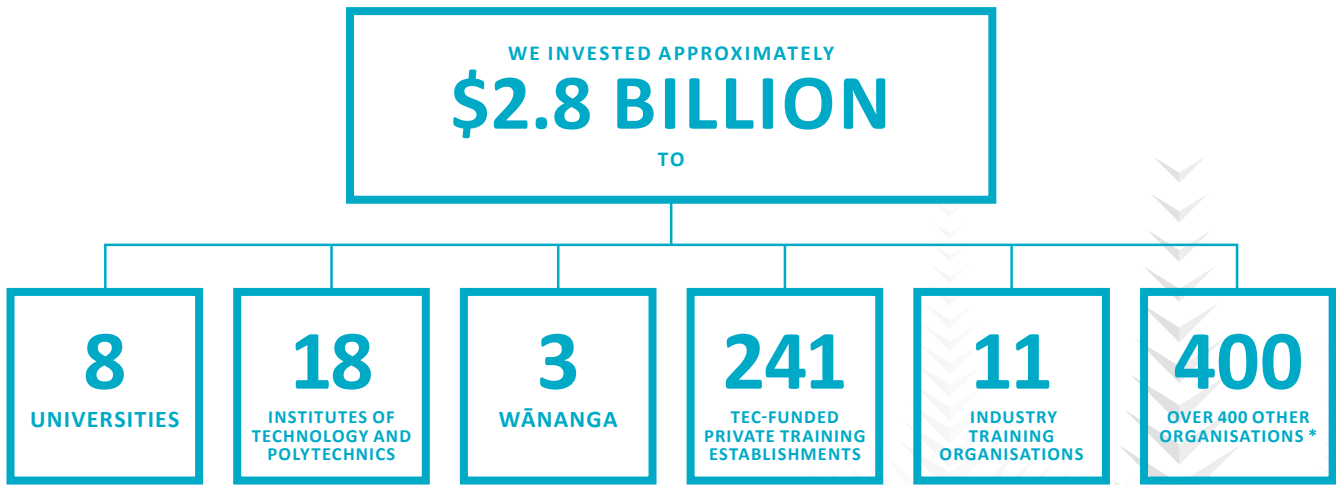 WE INVESTED APPROXIMATELY
$2.8 BILLION
TO
8
UNIVERSITIES
18
INSTITUTES OF
TECHNOLOGY AND
POLYTECHNICS
3
WĀNANGA
241
TEC-FUNDED
PRIVATE TRAINING
ESTABLISHMENTS
11
INDUSTRY
TRAINING
ORGANISATIONS
400
OVER 400 OTHER
ORGANISATIONS *